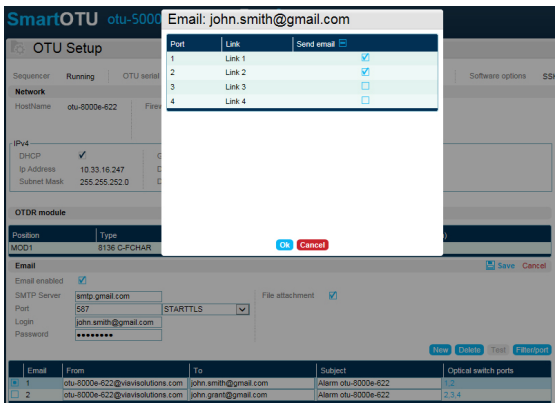 SmartOTU otu-5000
Email: john.smith@gmail.com
Port Link Send email
1 Link 1
2 Link 2
3 Link 3
4 Link 4
Ok Cancel
OTU Setup
Sequencer Running OTU serial Software options SSH
Network
HostName otu-8000e-622 Firew
IPv4
DHCP G
Ip Address 10.33.16.247 D
Subnet Mask 255.255.252.0 D
OTDR module
Position Type )
MOD1 8136 C-FCHAR
Email Save Cancel
Email enabled
SMTP Server smtp.gmail.com File attachment
Port 587 STARTTLS
Login john.smith@gmail.com
Password ••••••••
New Delete Test Filter/port
Email From To Subject Optical switch ports
1 otu-8000e-622@viavisolutions.com john.smith@gmail.com Alarm otu-8000e-622 1,2
2 otu-8000e-622@viavisolutions.com john.grant@gmail.com Alarm otu-8000e-622 2,3,4